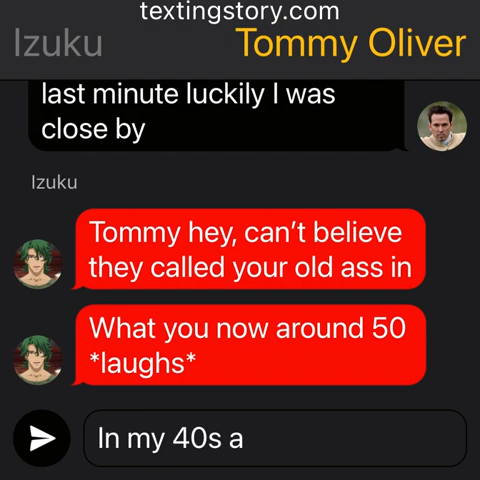 textingstory.com
Izuku
Tommy Oliver
last minute luckily I was
close by
Izuku
Tommy hey, can't believe
they called your old ass in
What you now around 50
*laughs*
In my 40s a